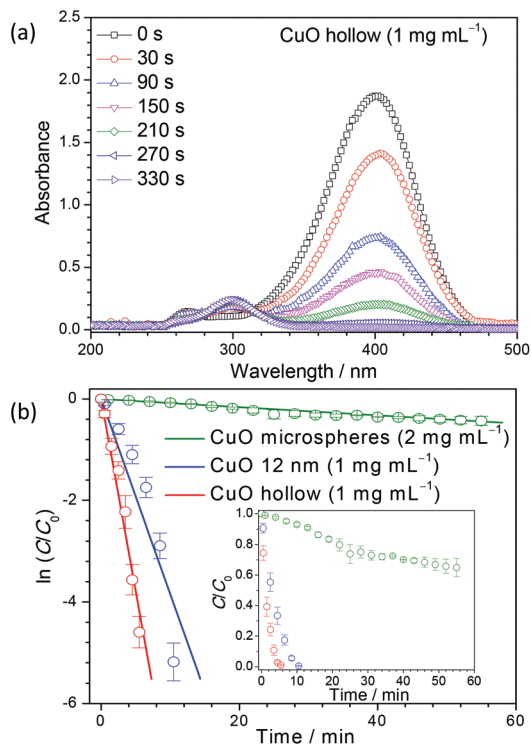 (a)
CuO hollow (1 mg mL⁻¹)
0 s
30 s
90 s
150 s
210 s
270 s
330 s
Absorbance
2.5
2.0
1.5
1.0
0.5
0.0
200 300 400 500
Wavelength / nm
(b)
0
-2
-4
-6
ln (C/C₀)
CuO microspheres (2 mg mL⁻¹)
CuO 12 nm (1 mg mL⁻¹)
CuO hollow (1 mg mL⁻¹)
C/C₀
1.0
0.8
0.6
0.4
0.2
0.0
0 10 20 30 40 50 60
Time / min
0 20 40 60
Time / min